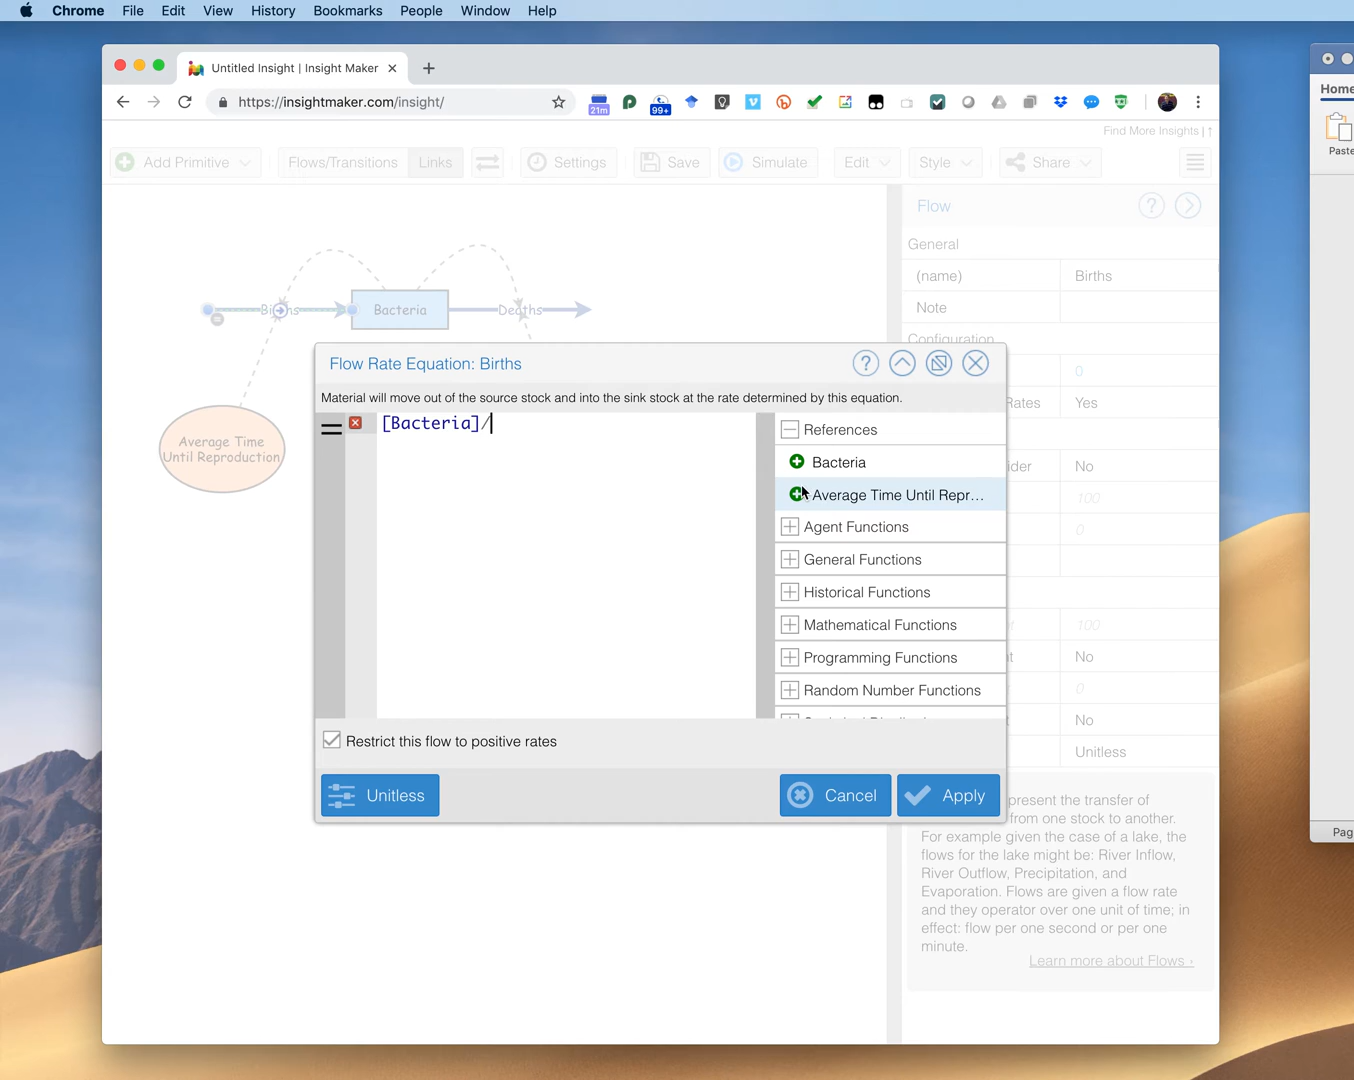 Chrome File Edit View History Bookmarks People Window Help
Untitled Insight | Insight Maker
https://insightmaker.com/insight/
21m
99+
Home
Find More Insights | ↑
Add Primitive Flows/Transitions Links Settings Save Simulate Edit Style Share
Paste
Flow
General
(name) Births
Note
Configuration
Births Bacteria Deaths
0
Rates Yes
Average Time
Until Reproduction
Flow Rate Equation: Births
Material will move out of the source stock and into the sink stock at the rate determined by this equation.
= [Bacteria]/
References
Bacteria
Average Time Until Repr...
Agent Functions
General Functions
Historical Functions
Mathematical Functions
Programming Functions
Random Number Functions
ider No
100
0
100
nt No
0
t No
Unitless
Restrict this flow to positive rates
Unitless Cancel Apply
present the transfer of
from one stock to another.
For example given the case of a lake, the
flows for the lake might be: River Inflow,
River Outflow, Precipitation, and
Evaporation. Flows are given a flow rate
and they operator over one unit of time; in
effect: flow per one second or per one
minute.
Learn more about Flows ›
Pag